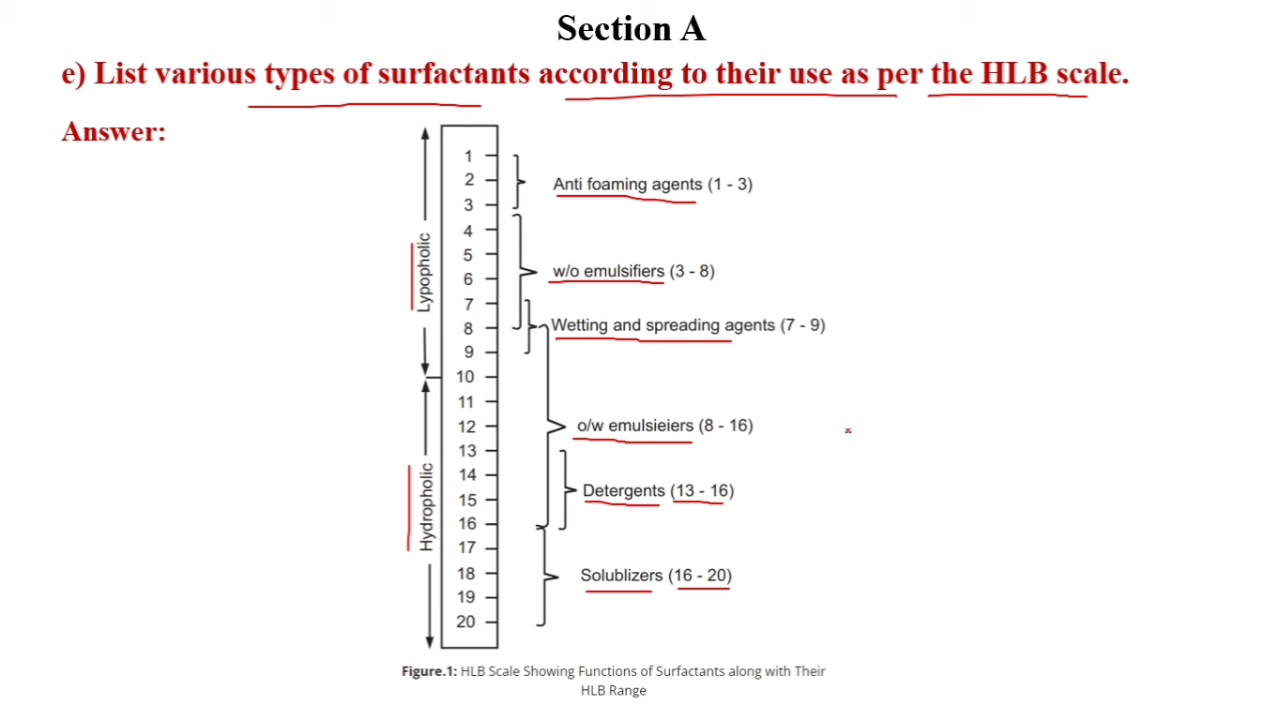 Section A
e) List various types of surfactants according to their use as per the HLB scale.
Answer:
1
2
3
Anti foaming agents (1 - 3)
4
5
6
w/o emulsifiers (3 - 8)
Lypopholic
7
8
9
Wetting and spreading agents (7 - 9)
10
11
12
o/w emulsieiers (8 - 16)
13
14
15
16
Detergents (13 - 16)
Hydropholic
17
18
19
20
Solublizers (16 - 20)
Figure.1: HLB Scale Showing Functions of Surfactants along with Their
HLB Range